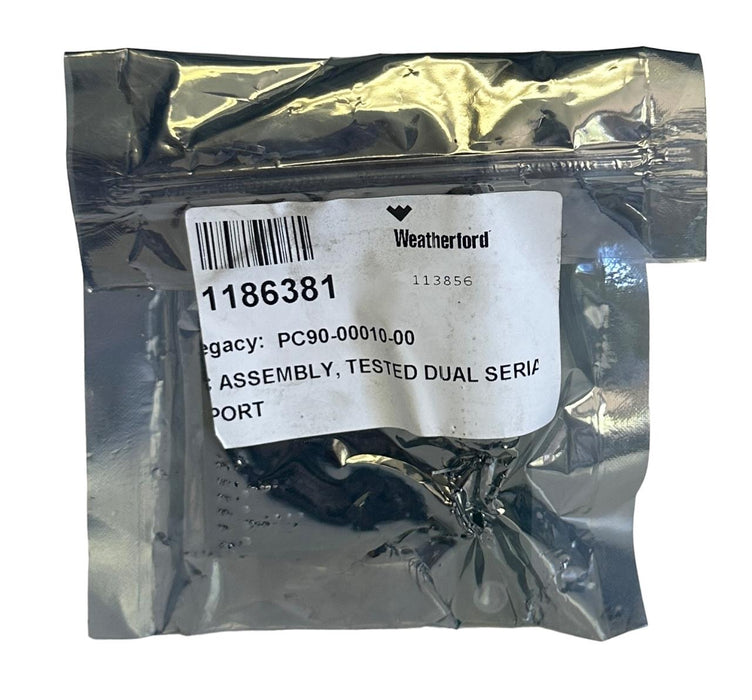 Weatherford
1186381
113856
egacy: PC90-00010-00
ASSEMBLY, TESTED DUAL SERIA
PORT